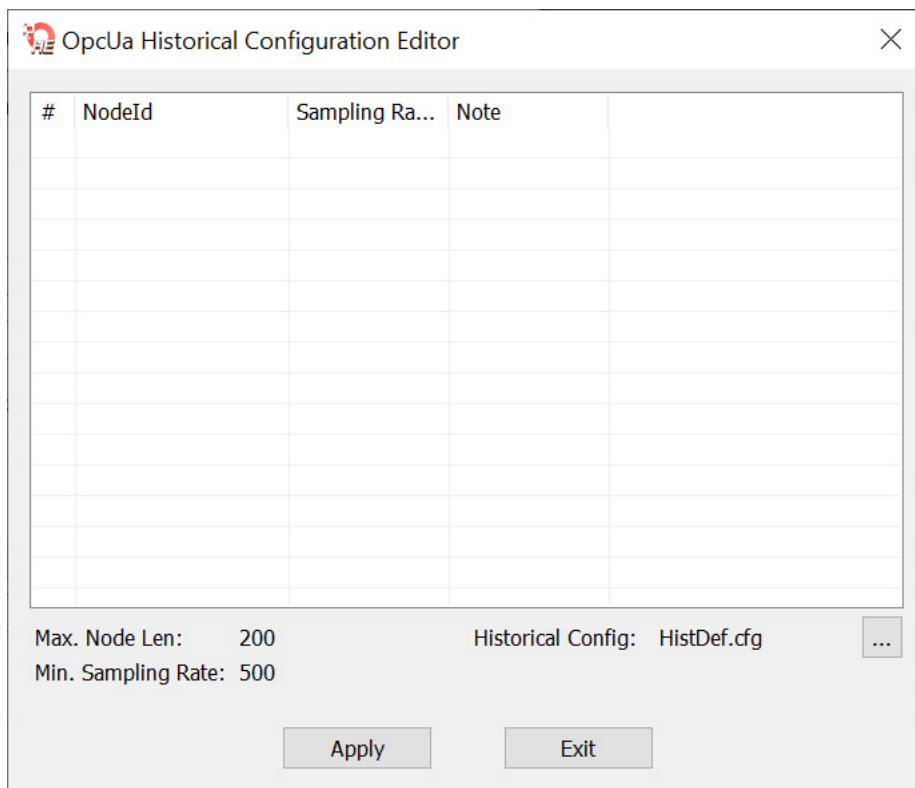 OpcUa Historical Configuration Editor
# NodeId Sampling Ra... Note
Max. Node Len: 200 Historical Config: HistDef.cfg ...
Min. Sampling Rate: 500
Apply Exit